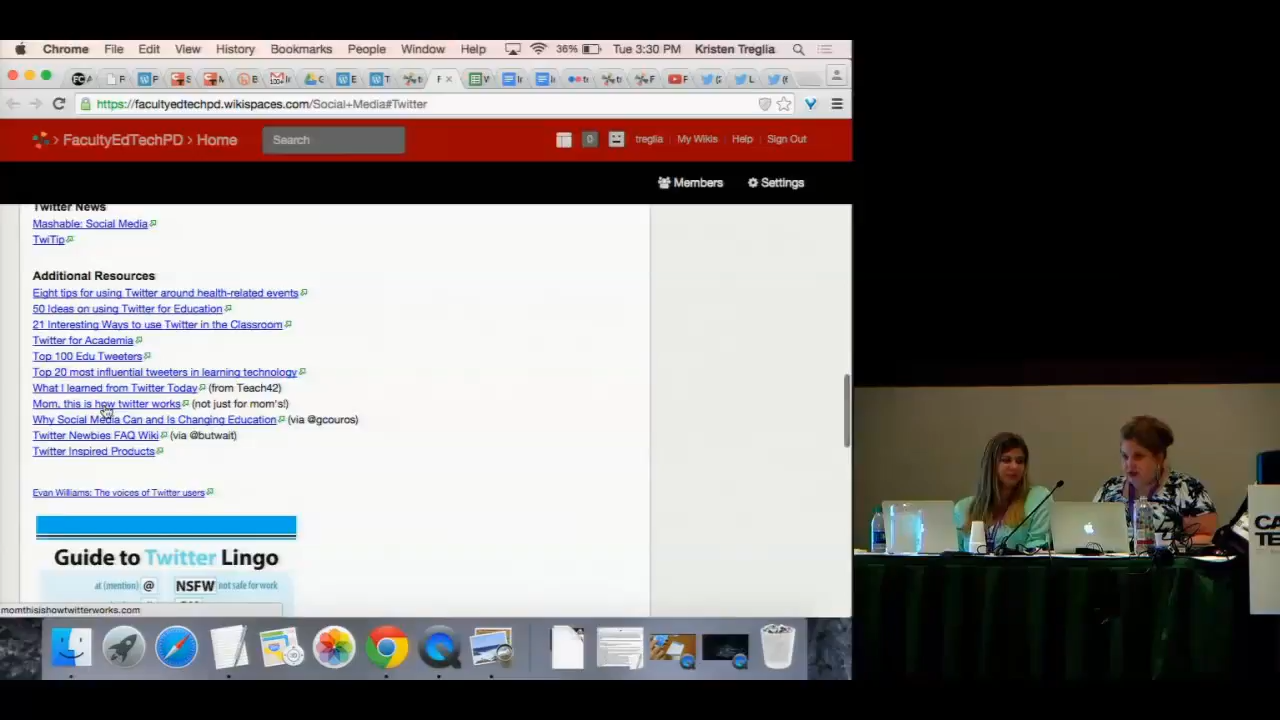 Chrome File Edit View History Bookmarks People Window Help 36% Tue 3:30 PM Kristen Treglia
https://facultyedtechpd.wikispaces.com/Social+Media#Twitter
FacultyEdTechPD > Home Search 0 treglia My Wikis Help Sign Out
Members Settings
Twitter News
Mashable: Social Media
TwiTip
Additional Resources
Eight tips for using Twitter around health-related events
50 Ideas on using Twitter for Education
21 Interesting Ways to use Twitter in the Classroom
Twitter for Academia
Top 100 Edu Tweeters
Top 20 most influential tweeters in learning technology
What I learned from Twitter Today (from Teach42)
Mom, this is how twitter works (not just for mom's!)
Why Social Media Can and Is Changing Education (via @gcouros)
Twitter Newbies FAQ Wiki (via @butwait)
Twitter Inspired Products
Evan Williams: The voices of Twitter users
Guide to Twitter Lingo
at (mention) @ NSFW not safe for work
momthisishowtwitterworks.com